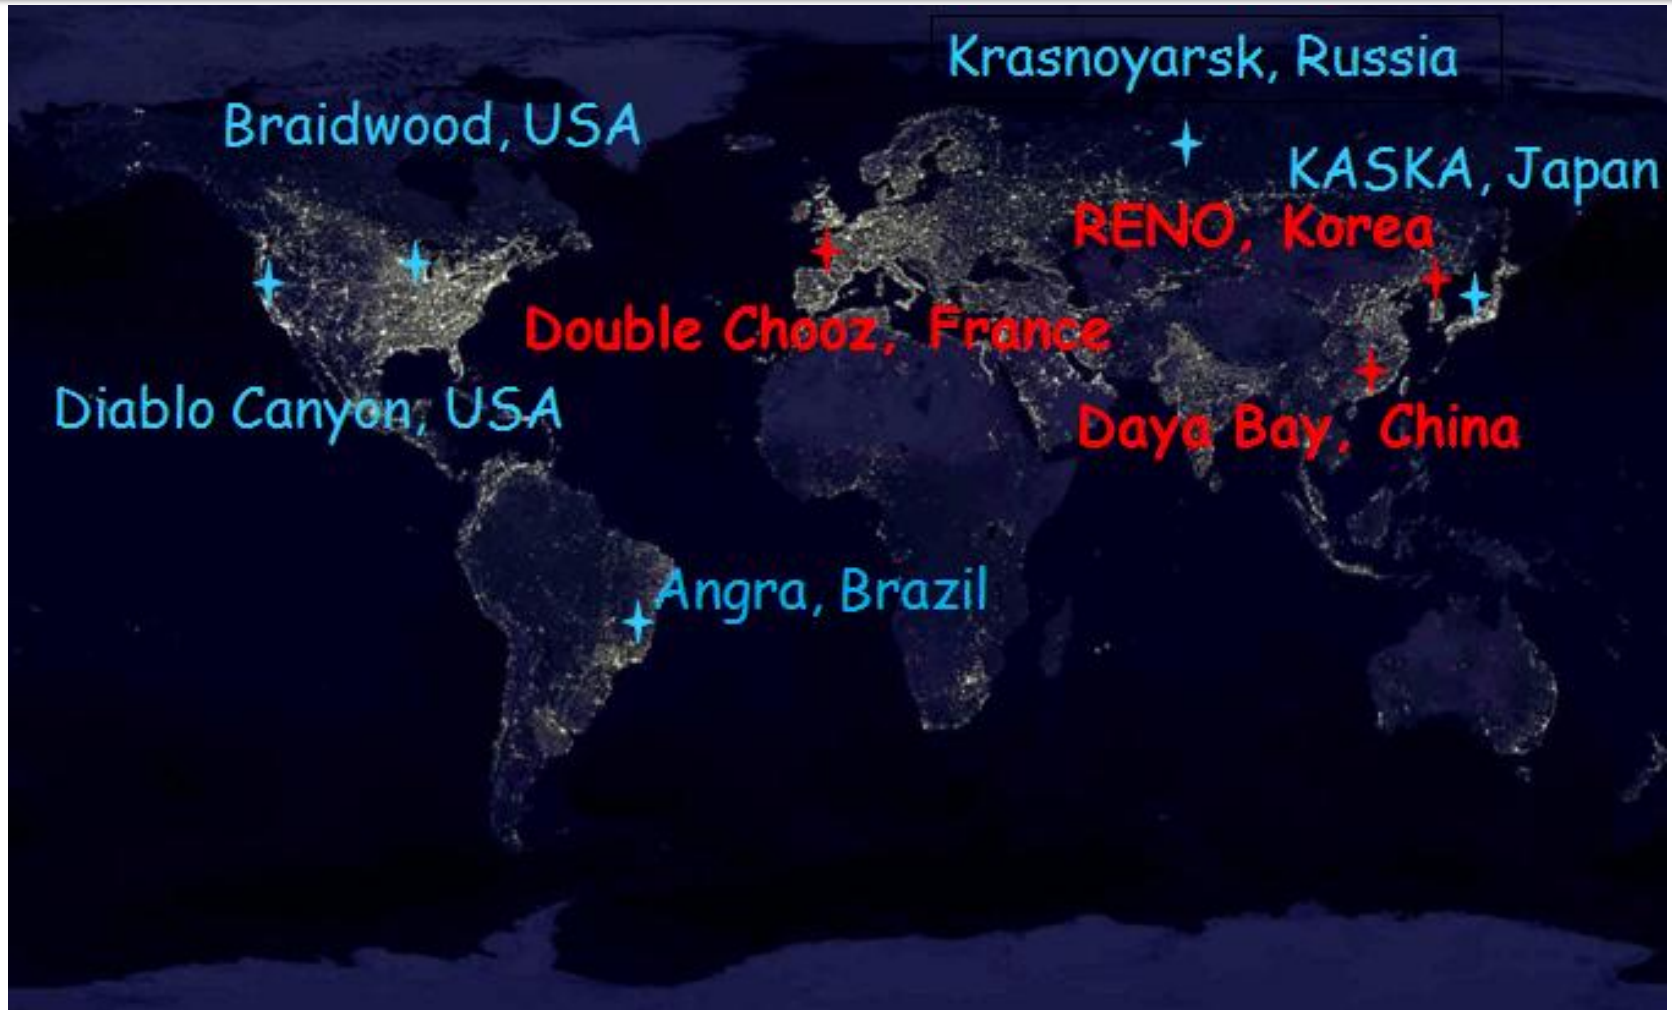 Krasnoyarsk, Russia
Braidwood, USA
KASKA, Japan
RENO, Korea
Double Chooz, France
Diablo Canyon, USA
Daya Bay, China
Angra, Brazil